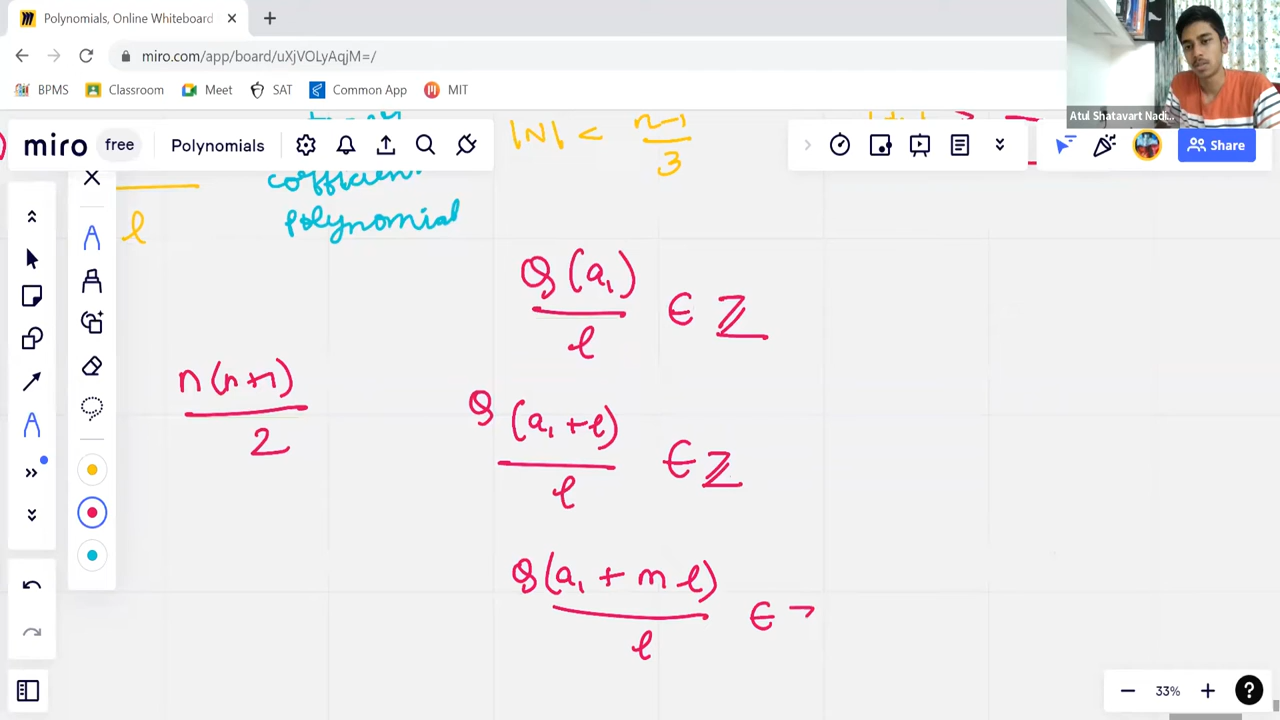 Polynomials, Online Whiteboard
miro.com/app/board/uXjVOLyAqjM=/
BPMS Classroom Meet SAT Common App MIT
Atul Shatavart Nadi...
miro free Polynomials
Share
|N| < n-1 / 3
cofficient
polynomial
l
Q(a₁) / l ∈ ℤ
n(n+1) / 2
Q(a₁+l) / l ∈ ℤ
Q(a₁ + m l) / l ∈
33%